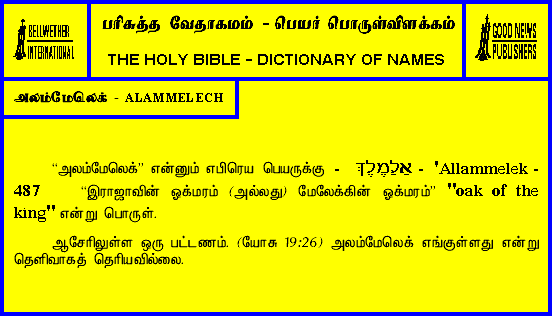 BELLWETHER
INTERNATIONAL
பரிசுத்த வேதாகமம் - பெயர் பொருள்விளக்கம்
THE HOLY BIBLE - DICTIONARY OF NAMES
GOOD NEWS
PUBLISHERS
அலம்மேலெக் - ALAMMELECH
“அலம்மேலெக்” என்னும் எபிரெய பெயருக்கு - אַלַמֶּלֶךְ - 'Allammelek -
487 “இராஜாவின் ஒக்மரம் (அல்லது) மேலேக்கின் ஒக்மரம்” "oak of the
king" என்று பொருள்.
ஆசேரிலுள்ள ஒரு பட்டணம். (யோசு 19:26) அலம்மேலெக் எங்குள்ளது என்று
தெளிவாகத் தெரியவில்லை.